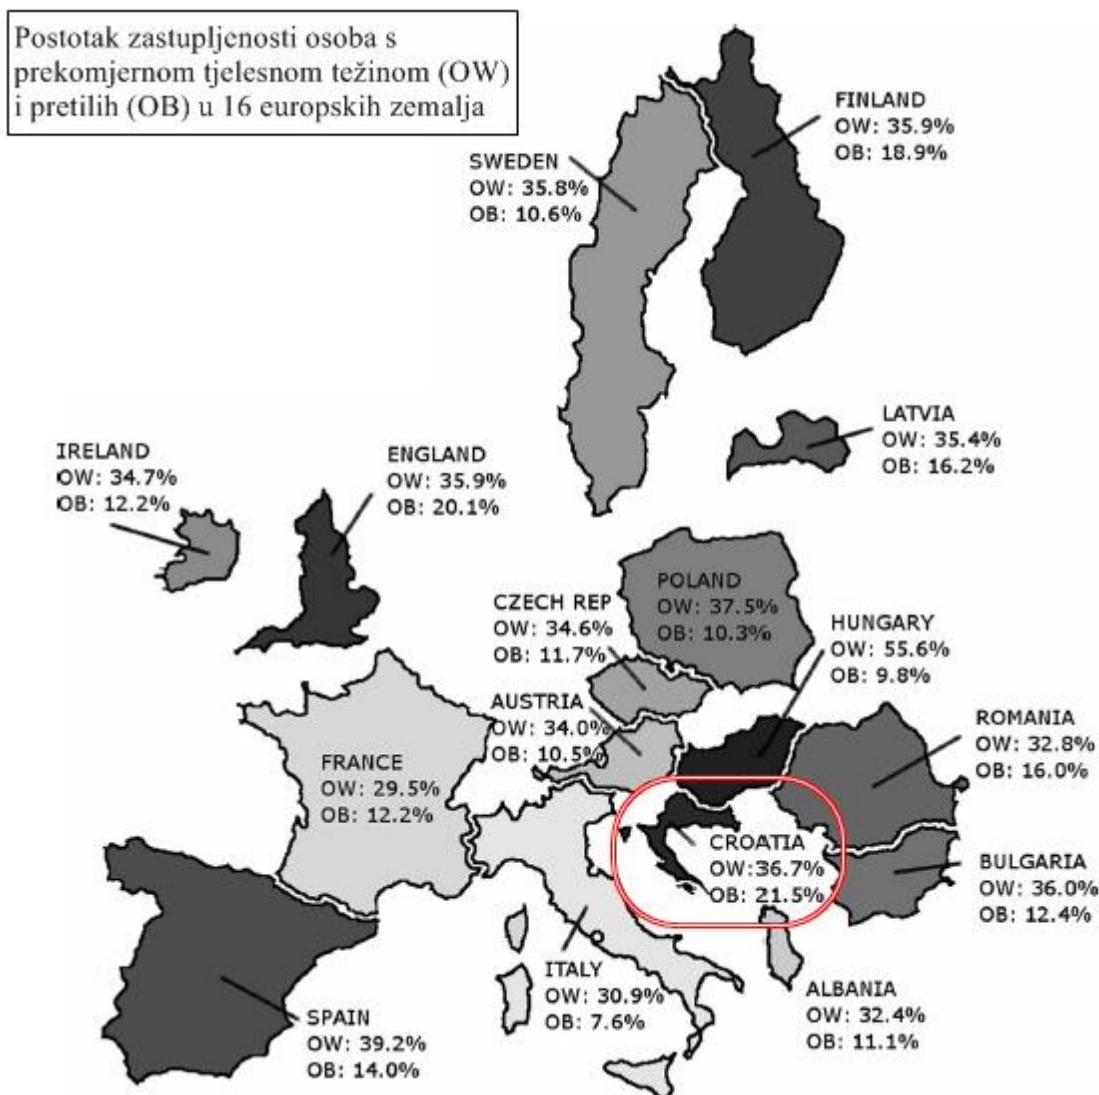 Postotak zastupljenosti osoba s
prekomjernom tjelesnom težinom (OW)
i pretilih (OB) u 16 europskih zemalja
FINLAND
OW: 35.9%
OB: 18.9%
SWEDEN
OW: 35.8%
OB: 10.6%
LATVIA
OW: 35.4%
OB: 16.2%
IRELAND
OW: 34.7%
OB: 12.2%
ENGLAND
OW: 35.9%
OB: 20.1%
POLAND
OW: 37.5%
OB: 10.3%
CZECH REP
OW: 34.6%
OB: 11.7%
HUNGARY
OW: 55.6%
OB: 9.8%
AUSTRIA
OW: 34.0%
OB: 10.5%
ROMANIA
OW: 32.8%
OB: 16.0%
FRANCE
OW: 29.5%
OB: 12.2%
CROATIA
OW:36.7%
OB: 21.5%
BULGARIA
OW: 36.0%
OB: 12.4%
ITALY
OW: 30.9%
OB: 7.6%
ALBANIA
OW: 32.4%
OB: 11.1%
SPAIN
OW: 39.2%
OB: 14.0%